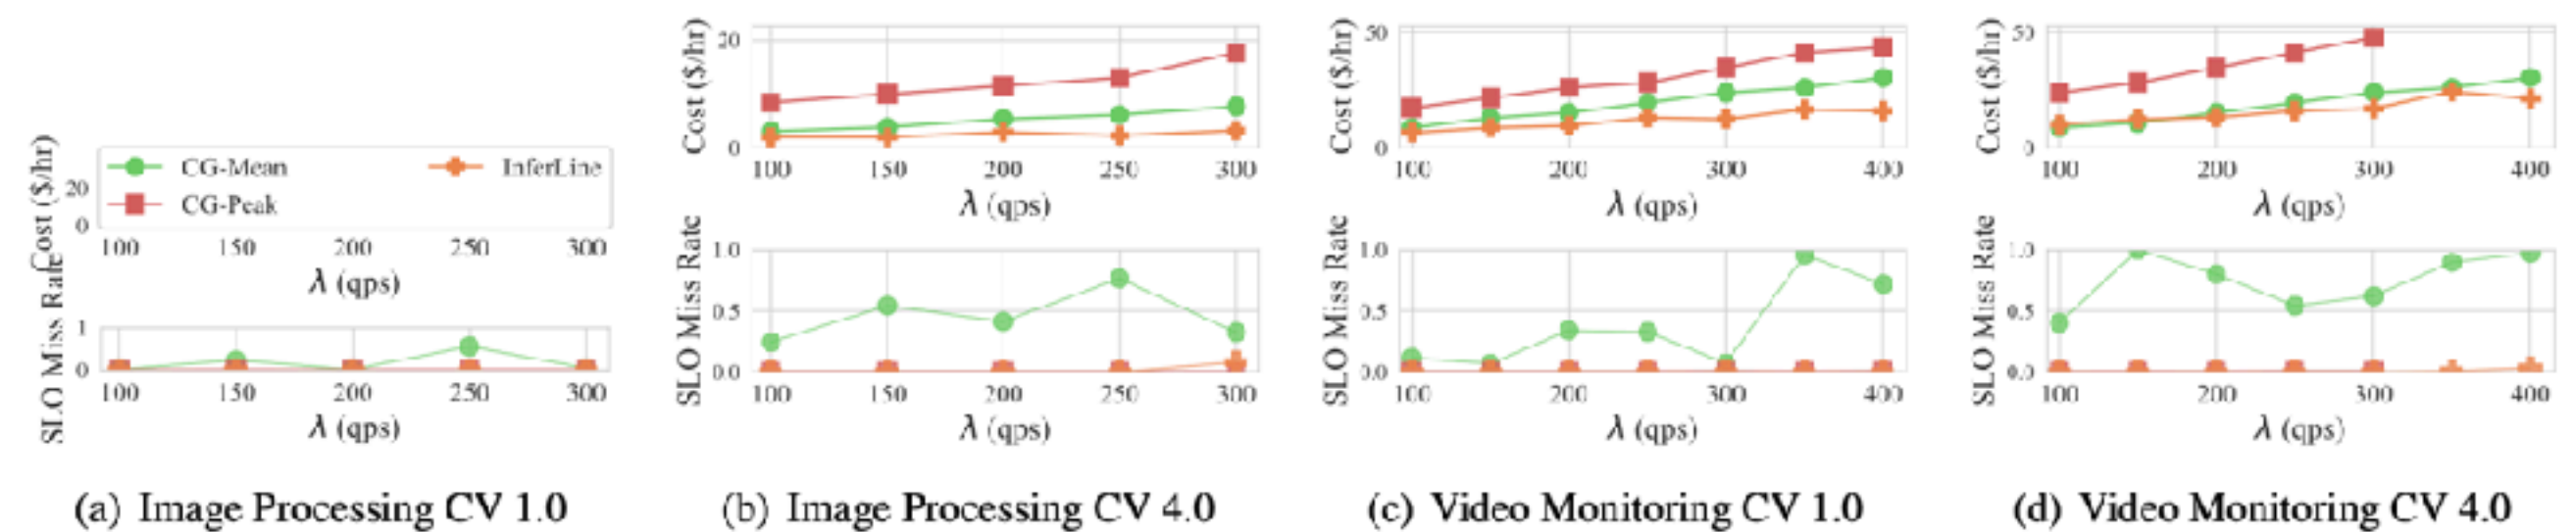 Cost ($/hr)
20
0
CG-Mean
InferLine
CG-Peak
100 150 200 250 300
λ (qps)
SLO Miss Rate
1
0
100 150 200 250 300
λ (qps)
(a) Image Processing CV 1.0
Cost ($/hr)
20
0
100 150 200 250 300
λ (qps)
SLO Miss Rate
1.0
0.5
0.0
100 150 200 250 300
λ (qps)
(b) Image Processing CV 4.0
Cost ($/hr)
50
0
100 200 300 400
λ (qps)
SLO Miss Rate
1.0
0.5
0.0
100 200 300 400
λ (qps)
(c) Video Monitoring CV 1.0
Cost ($/hr)
50
0
100 200 300 400
λ (qps)
SLO Miss Rate
1.0
0.5
0.0
100 200 300 400
λ (qps)
(d) Video Monitoring CV 4.0